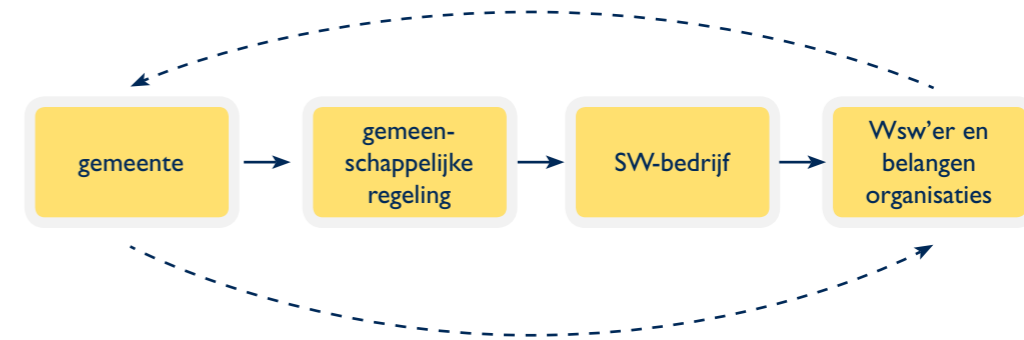 gemeente
gemeen-
schappelijke
regeling
SW-bedrijf
Wsw'er en
belangen
organisaties